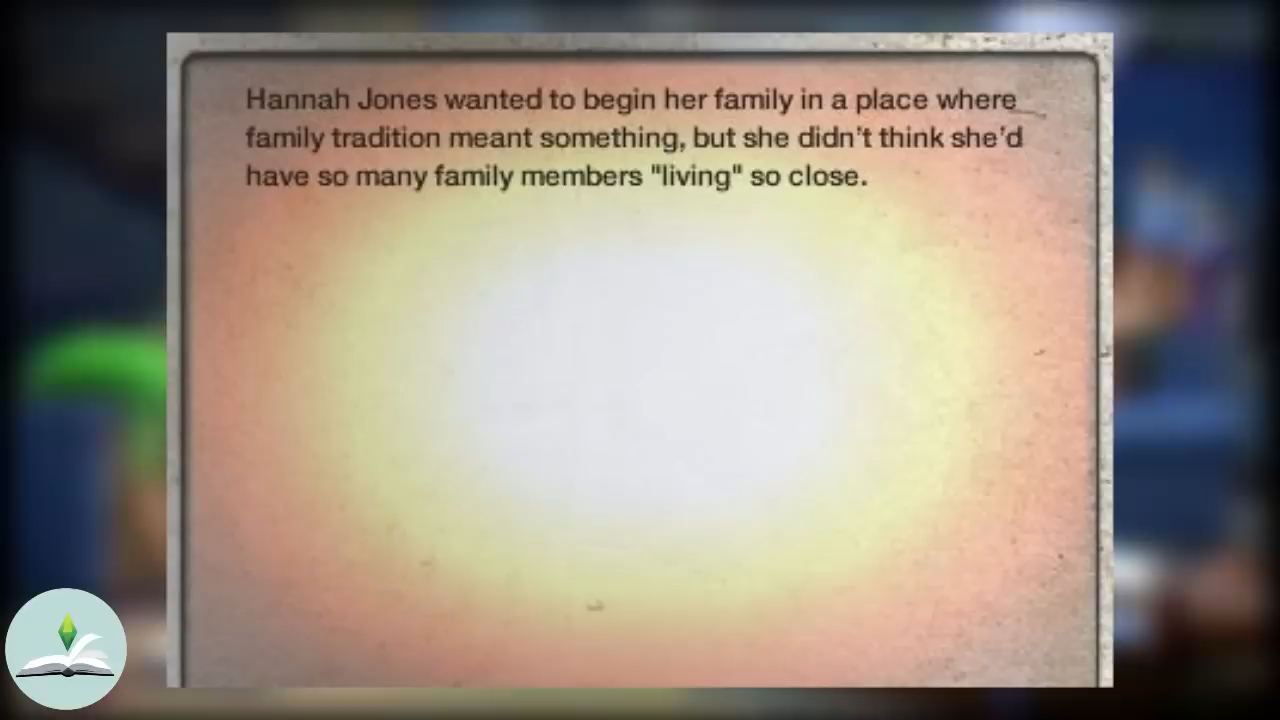 Hannah Jones wanted to begin her family in a place where
family tradition meant something, but she didn't think she'd
have so many family members "living" so close.